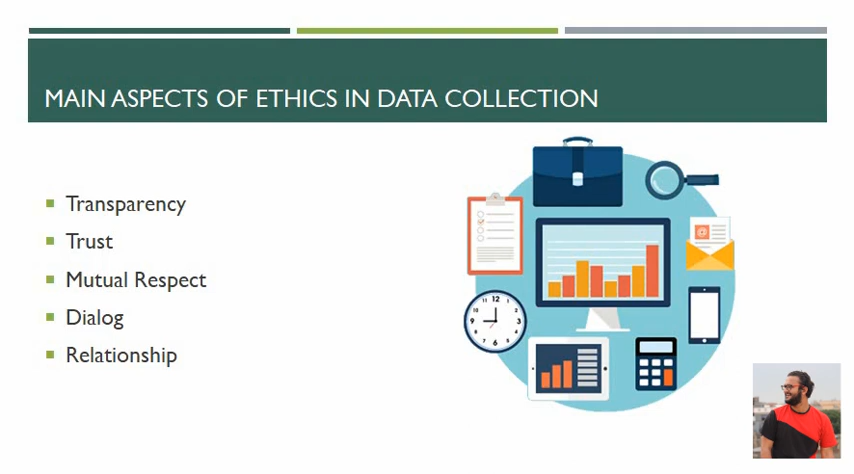 MAIN ASPECTS OF ETHICS IN DATA COLLECTION
Transparency
Trust
Mutual Respect
Dialog
Relationship